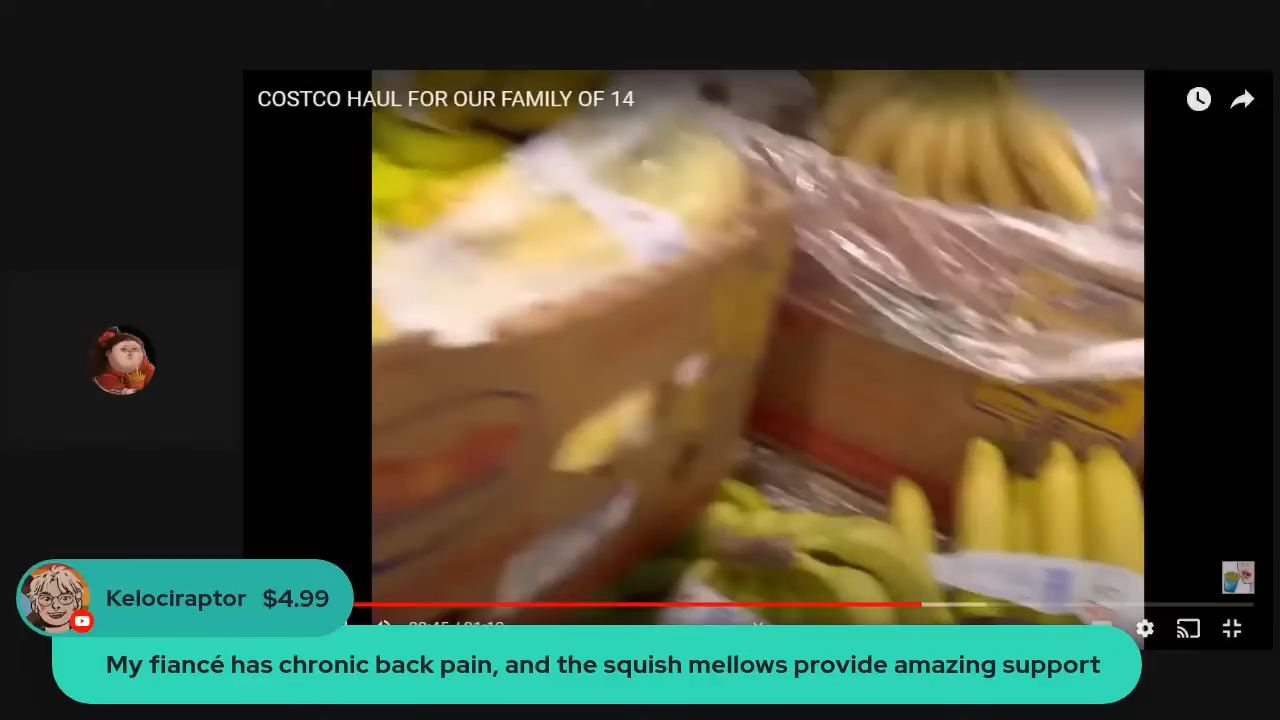 COSTCO HAUL FOR OUR FAMILY OF 14
Kelociraptor $4.99
My fiancé has chronic back pain, and the squish mellows provide amazing support